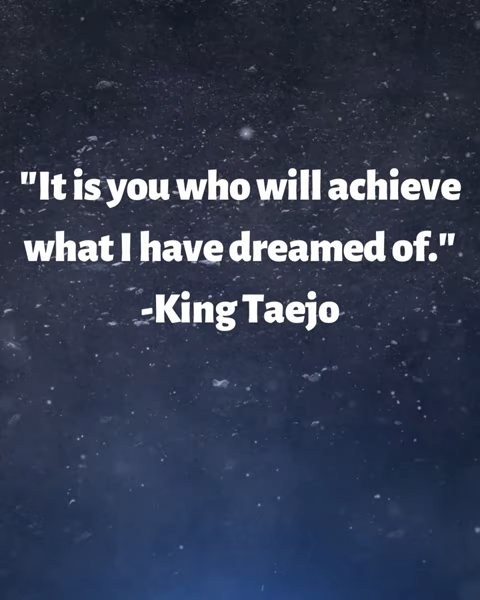 "It is you who will achieve
what I have dreamed of."
-King Taejo